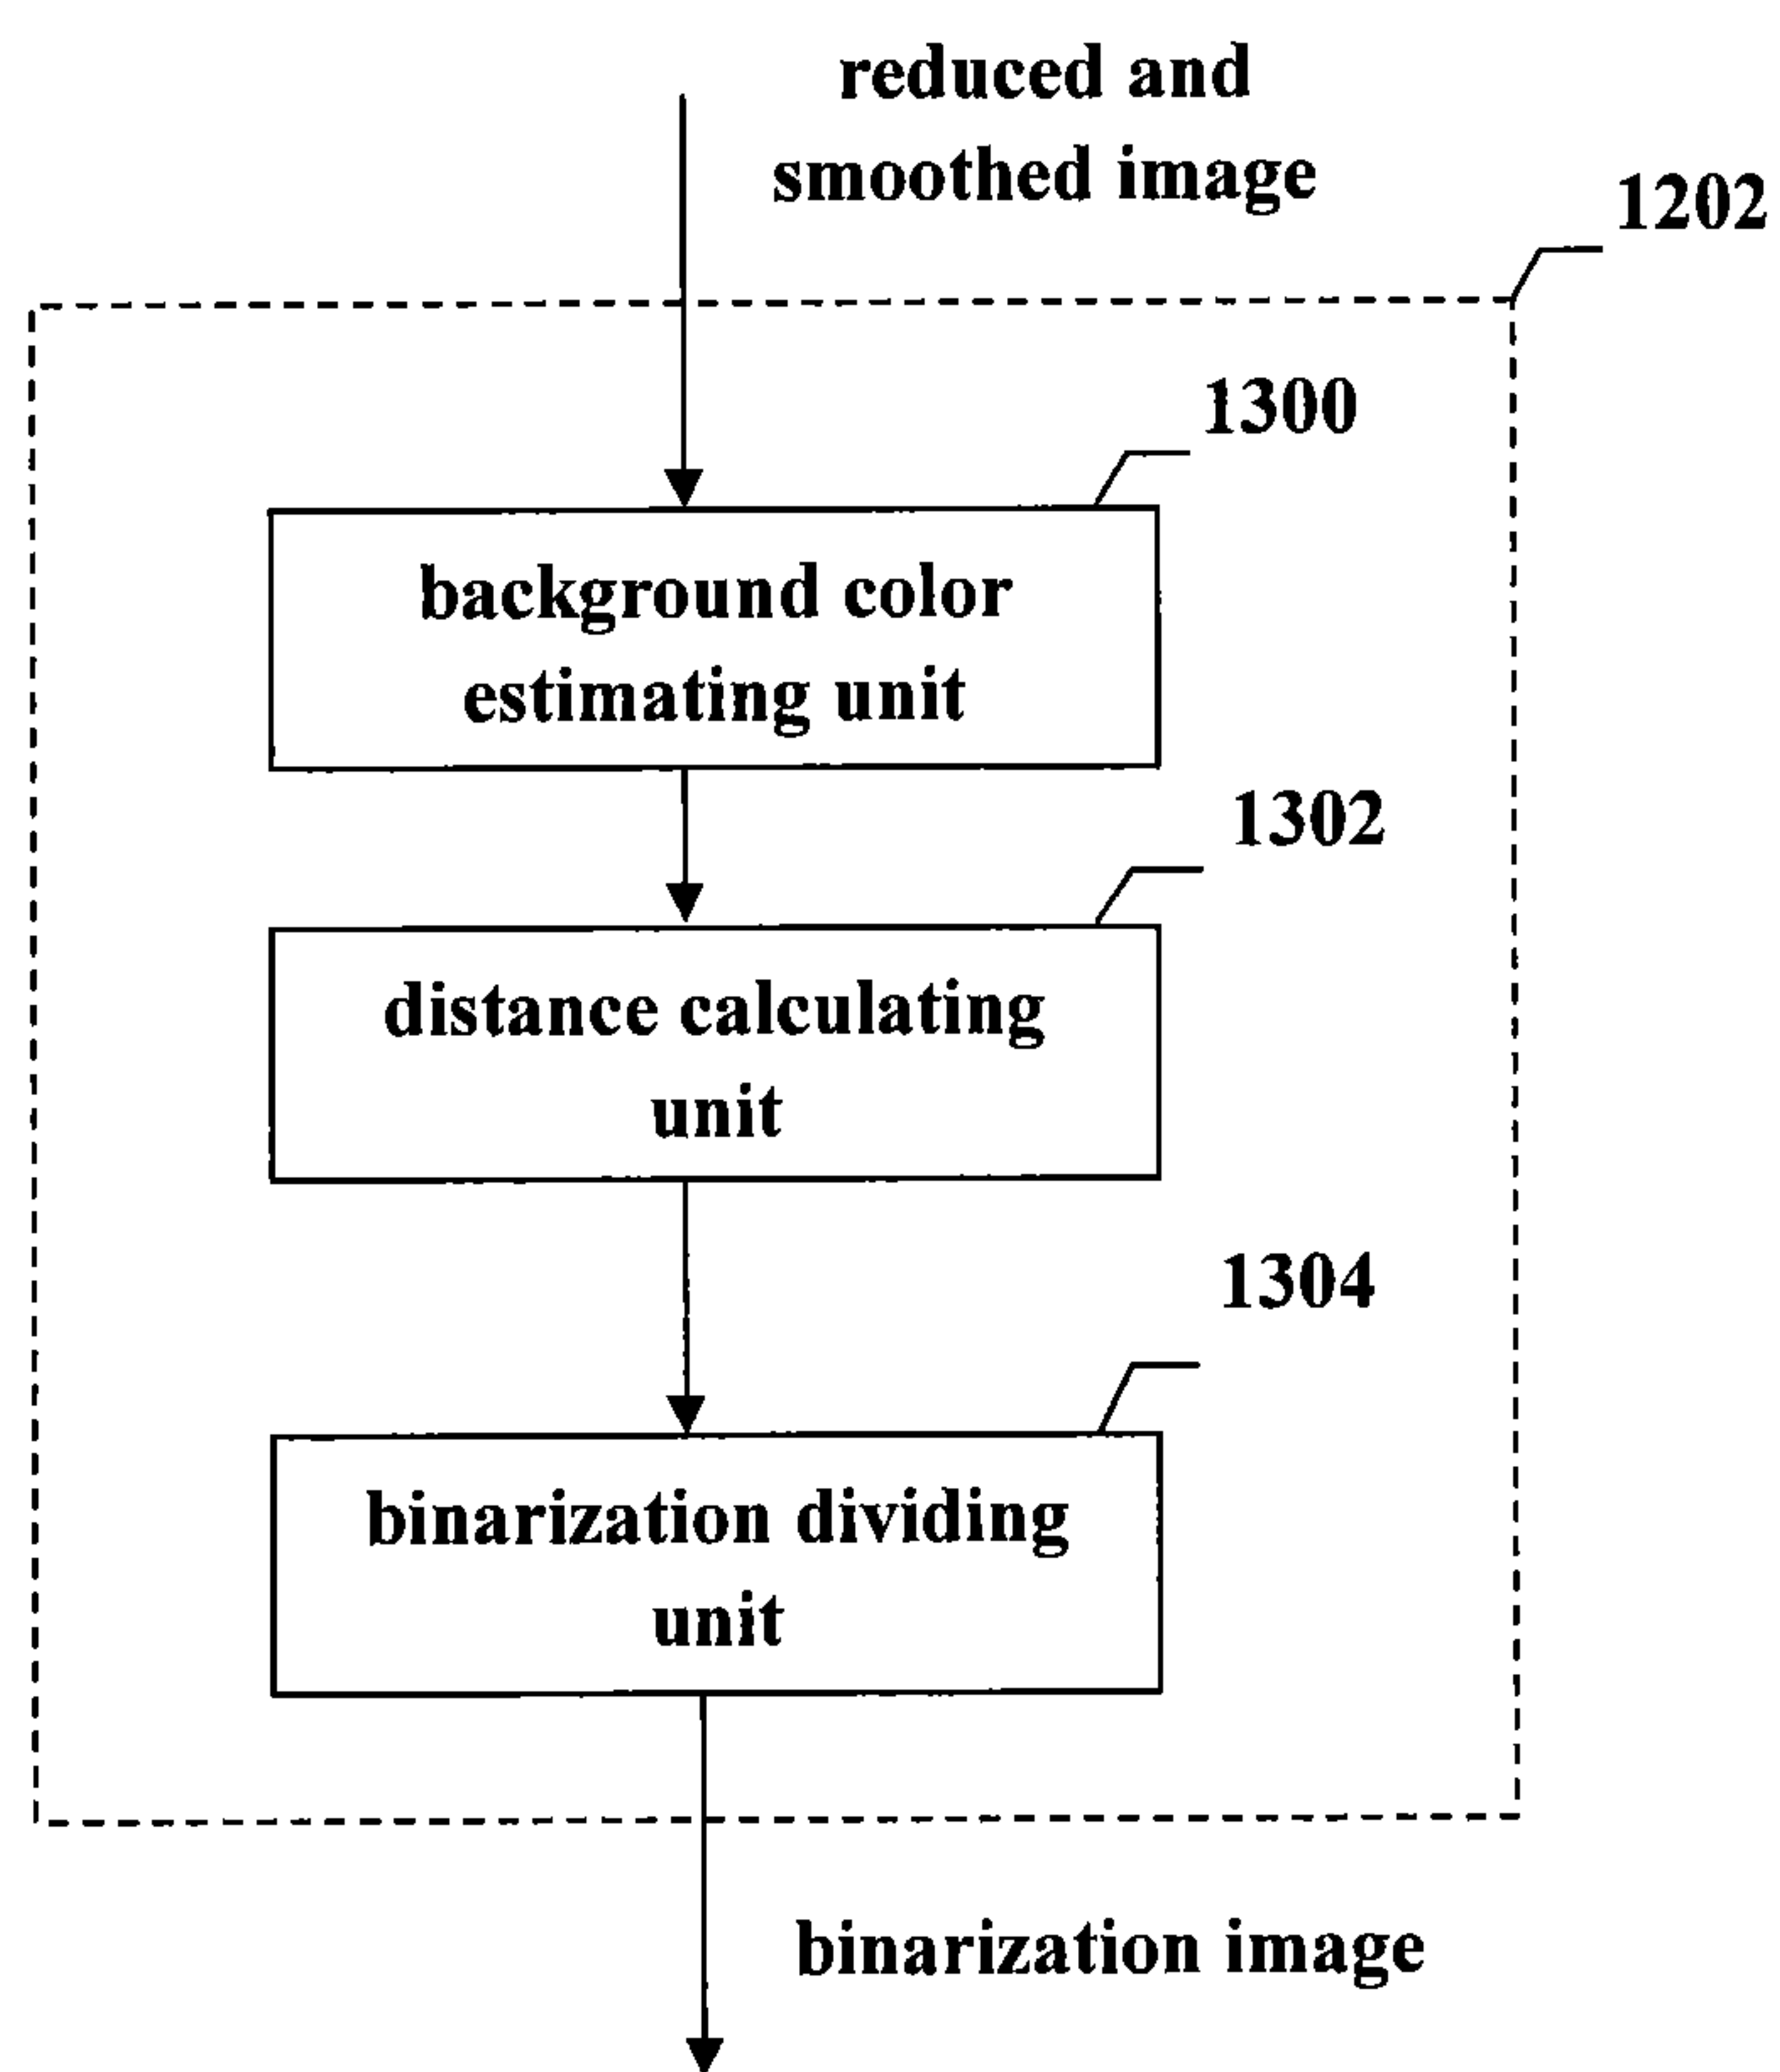 reduced and
smoothed image
1202
1300
background color
estimating unit
1302
distance calculating
unit
1304
binarization dividing
unit
binarization image